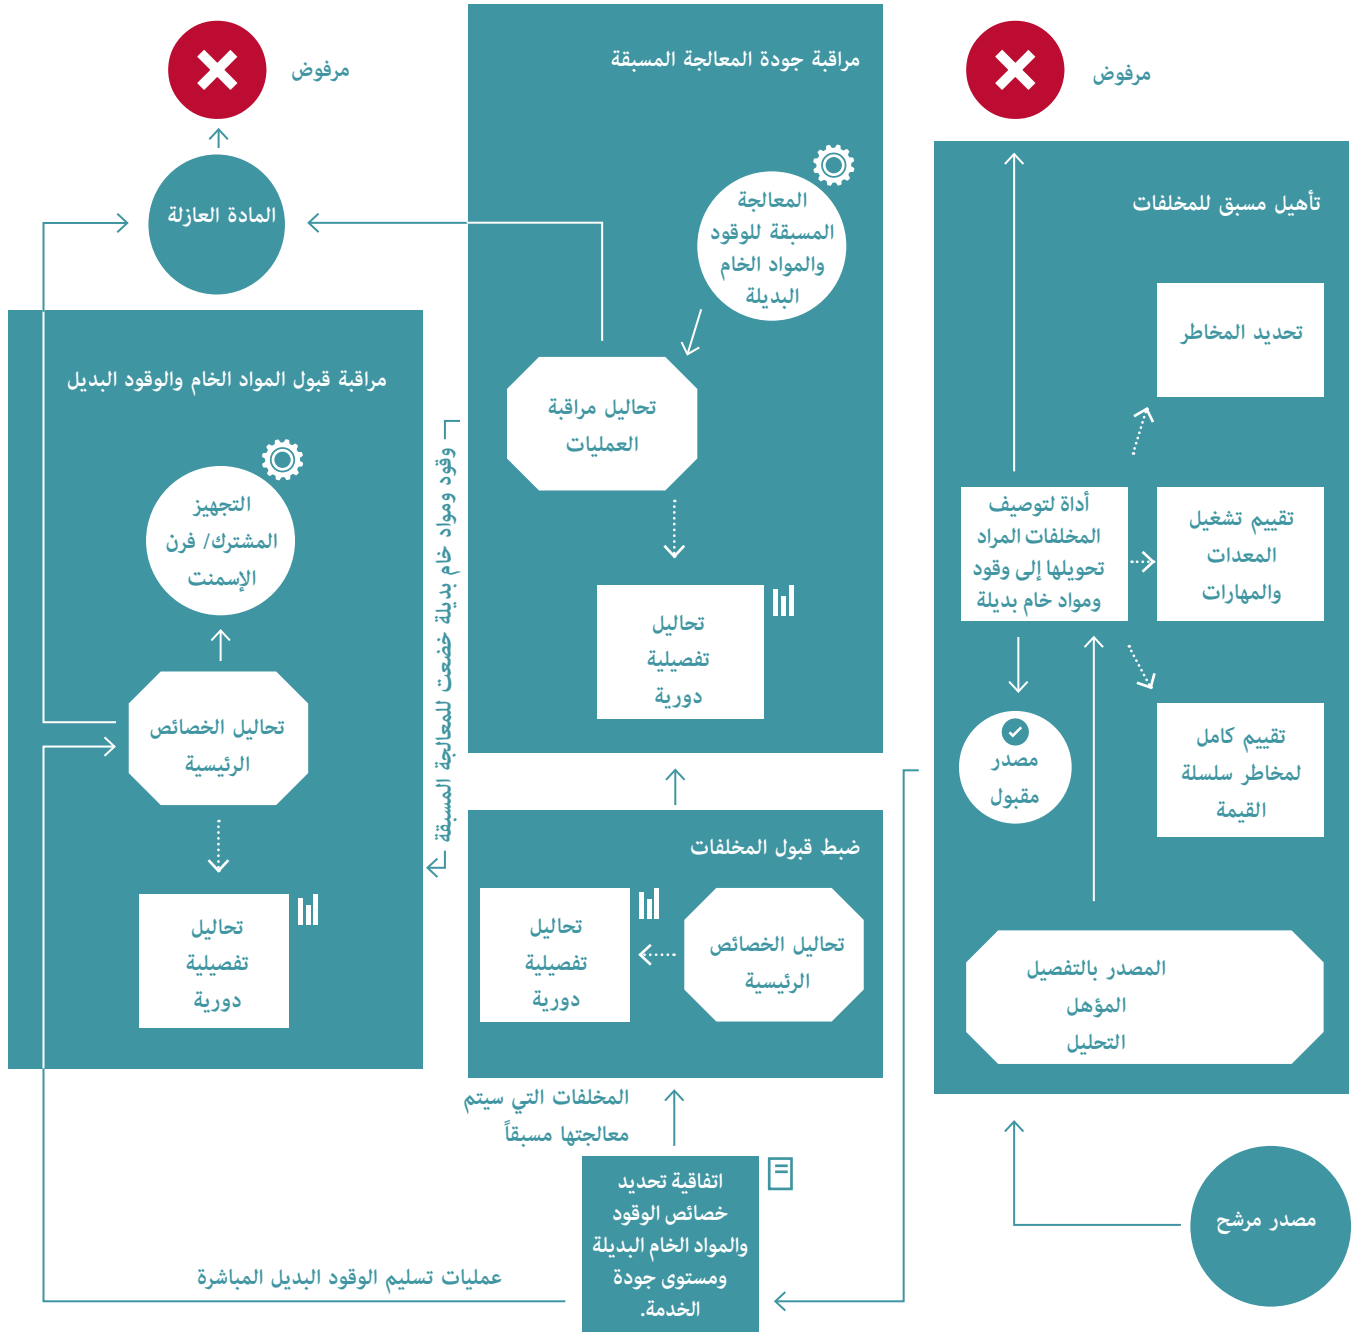 مرفوض
تأهيل مسبق للمخلفات
تحديد المخاطر
أداة لتوصيف
المخلفات المراد
تحويلها إلى وقود
ومواد خام بديلة
تقييم تشغيل
المعدات
والمهارات
تقييم كامل
لمخاطر سلسلة
القيمة
مصدر
مقبول
المصدر بالتفصيل
المؤهل
التحليل
مصدر مرشح
مراقبة جودة المعالجة المسبقة
المعالجة
المسبقة للوقود
والمواد الخام
البديلة
تحاليل مراقبة
العمليات
تحاليل
تفصيلية
دورية
ضبط قبول المخلفات
تحاليل الخصائص
الرئيسية
تحاليل
تفصيلية
دورية
المخلفات التي سيتم
معالجتها مسبقاً
اتفاقية تحديد
خصائص الوقود
والمواد الخام البديلة
ومستوى جودة
الخدمة.
عمليات تسليم الوقود البديل المباشرة
وقود ومواد خام بديلة خضعت للمعالجة المسبقة
مرفوض
المادة العازلة
مراقبة قبول المواد الخام والوقود البديل
التجهيز
المشترك/ فرن
الإسمنت
تحاليل الخصائص
الرئيسية
تحاليل
تفصيلية
دورية